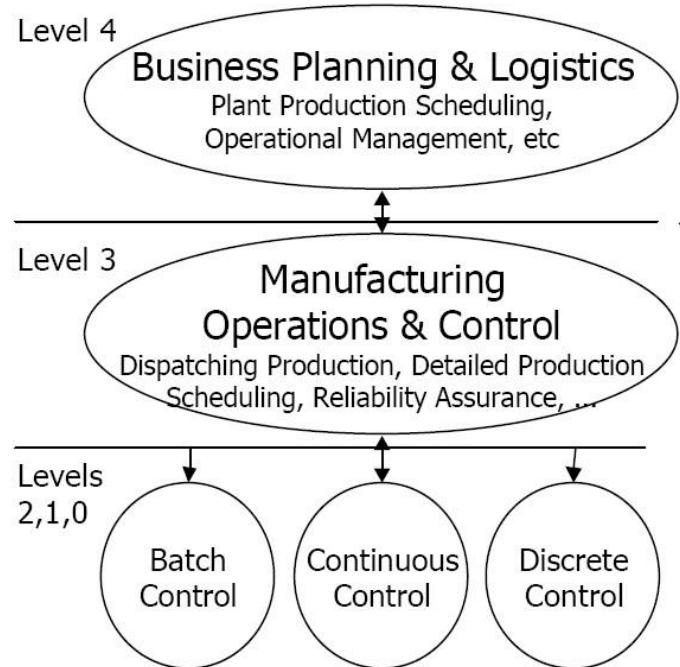 Level 4
Business Planning & Logistics
Plant Production Scheduling,
Operational Management, etc
Level 3
Manufacturing
Operations & Control
Dispatching Production, Detailed Production
Scheduling, Reliability Assurance, ...
Levels
2,1,0
Batch
Control
Continuous
Control
Discrete
Control